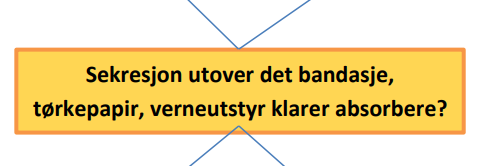 Sekresjon utover det bandasje,
tørkepapir, verneutstyr klarer absorbere?